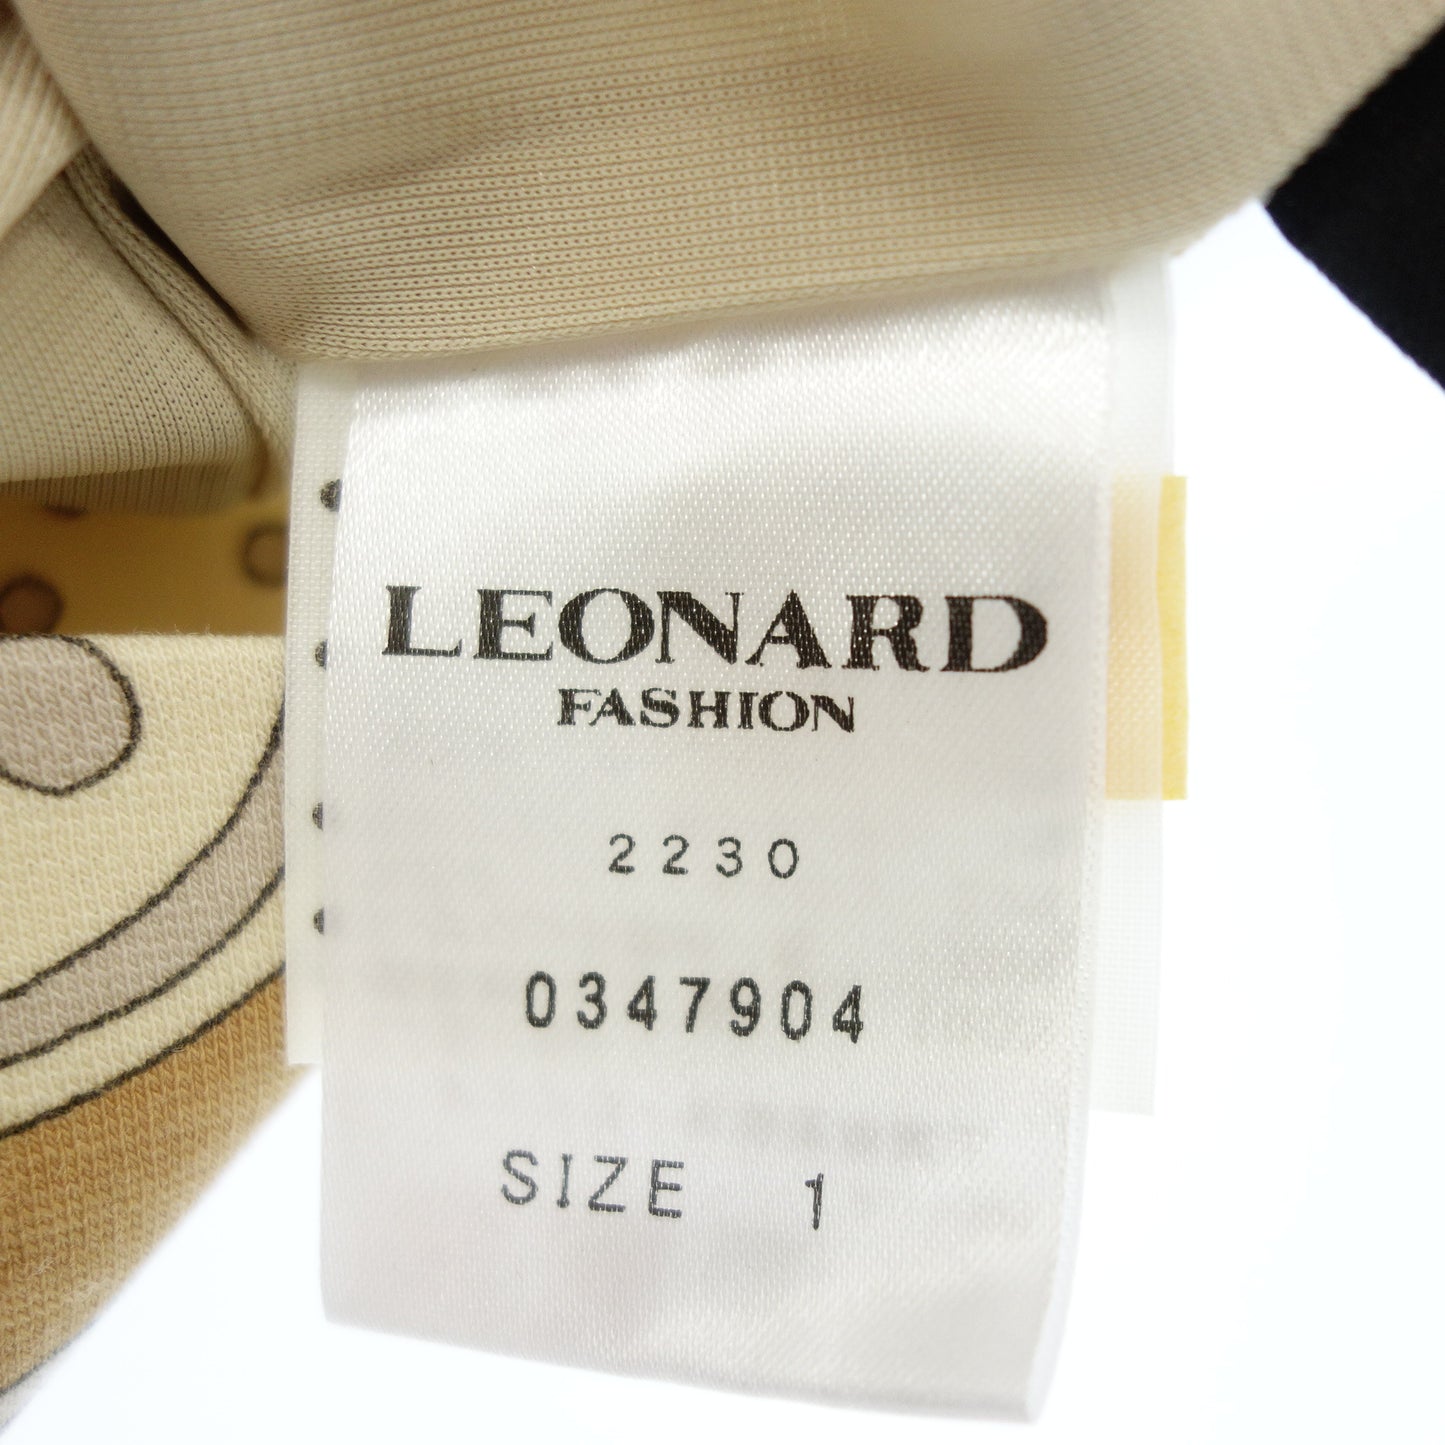 LEONARD
FASHION
2230
0347904
SIZE 1